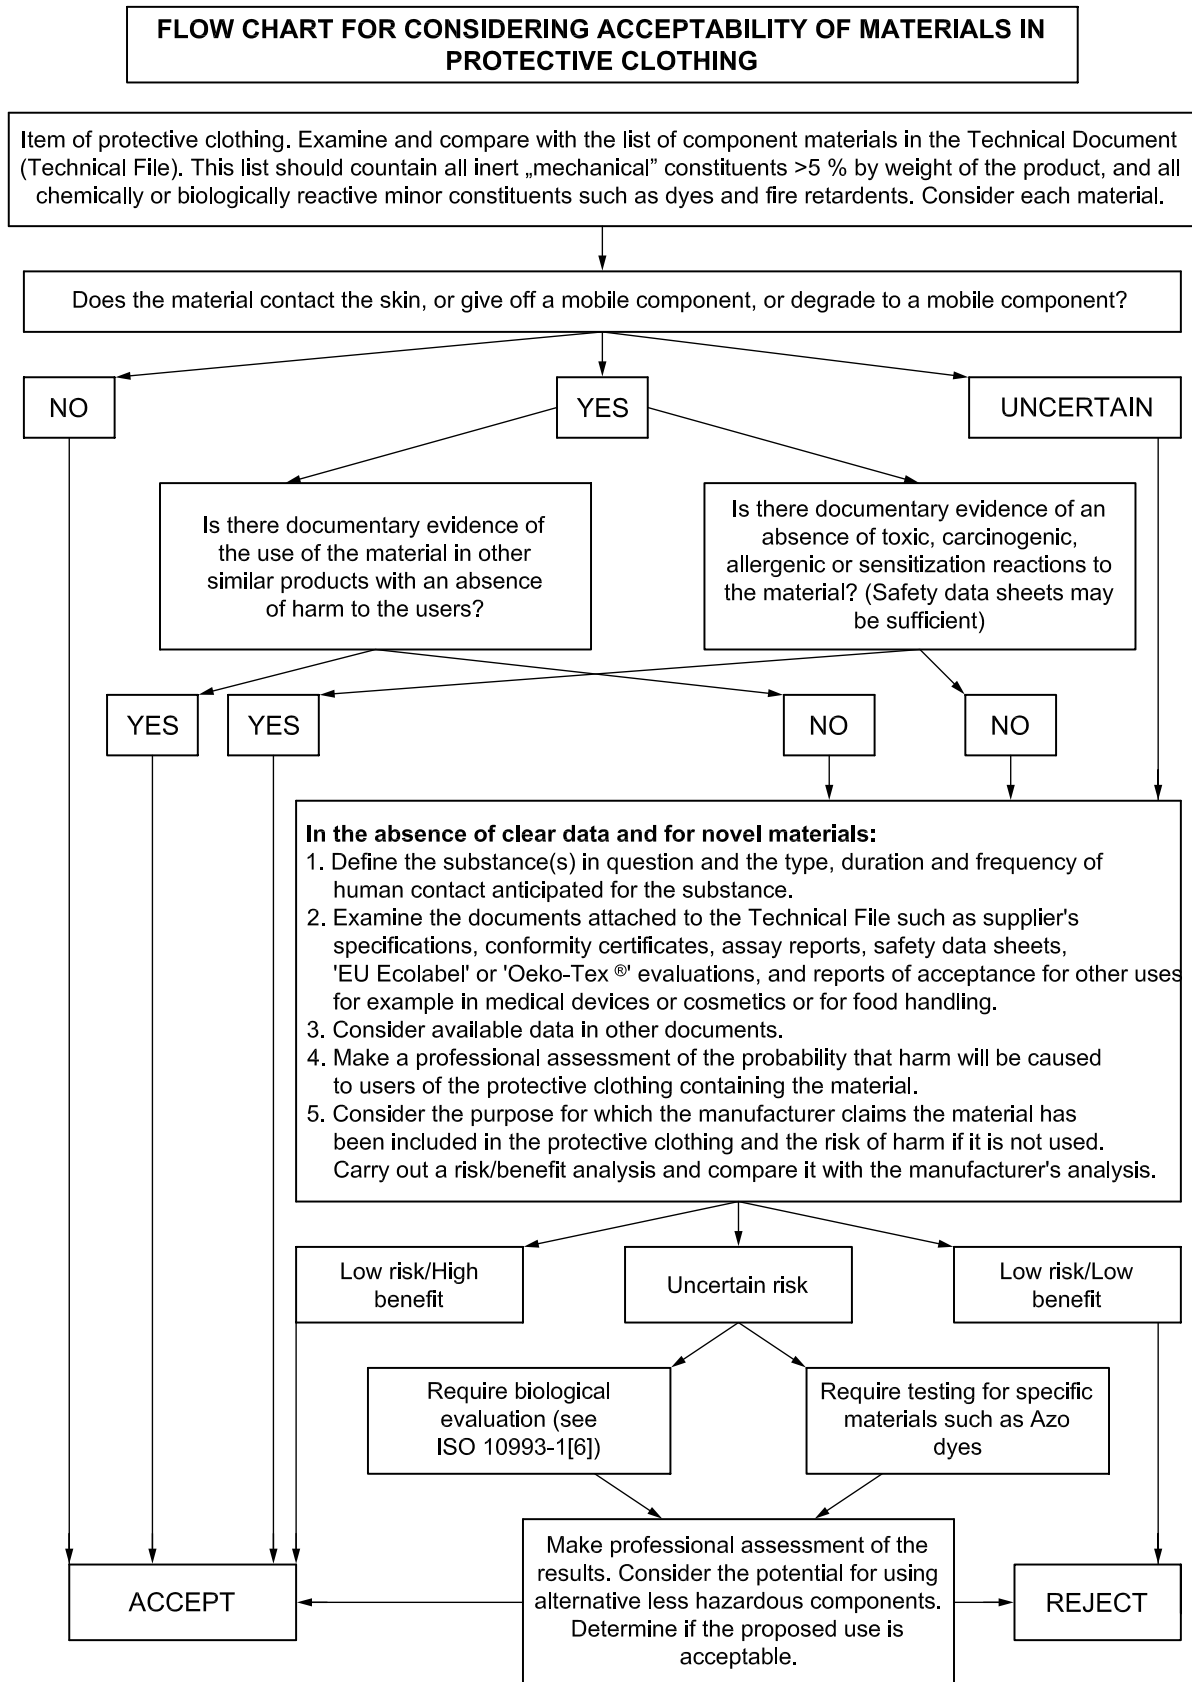 FLOW CHART FOR CONSIDERING ACCEPTABILITY OF MATERIALS IN
PROTECTIVE CLOTHING
Item of protective clothing. Examine and compare with the list of component materials in the Technical Document
(Technical File). This list should countain all inert „mechanical” constituents >5 % by weight of the product, and all
chemically or biologically reactive minor constituents such as dyes and fire retardents. Consider each material.
Does the material contact the skin, or give off a mobile component, or degrade to a mobile component?
NO
YES
UNCERTAIN
Is there documentary evidence of
the use of the material in other
similar products with an absence
of harm to the users?
Is there documentary evidence of an
absence of toxic, carcinogenic,
allergenic or sensitization reactions to
the material? (Safety data sheets may
be sufficient)
YES
YES
NO
NO
In the absence of clear data and for novel materials:
1. Define the substance(s) in question and the type, duration and frequency of
human contact anticipated for the substance.
2. Examine the documents attached to the Technical File such as supplier's
specifications, conformity certificates, assay reports, safety data sheets,
'EU Ecolabel' or 'Oeko-Tex ®' evaluations, and reports of acceptance for other uses
for example in medical devices or cosmetics or for food handling.
3. Consider available data in other documents.
4. Make a professional assessment of the probability that harm will be caused
to users of the protective clothing containing the material.
5. Consider the purpose for which the manufacturer claims the material has
been included in the protective clothing and the risk of harm if it is not used.
Carry out a risk/benefit analysis and compare it with the manufacturer's analysis.
Low risk/High
benefit
Uncertain risk
Low risk/Low
benefit
Require biological
evaluation (see
ISO 10993-1[6])
Require testing for specific
materials such as Azo
dyes
Make professional assessment of the
results. Consider the potential for using
alternative less hazardous components.
Determine if the proposed use is
acceptable.
ACCEPT
REJECT